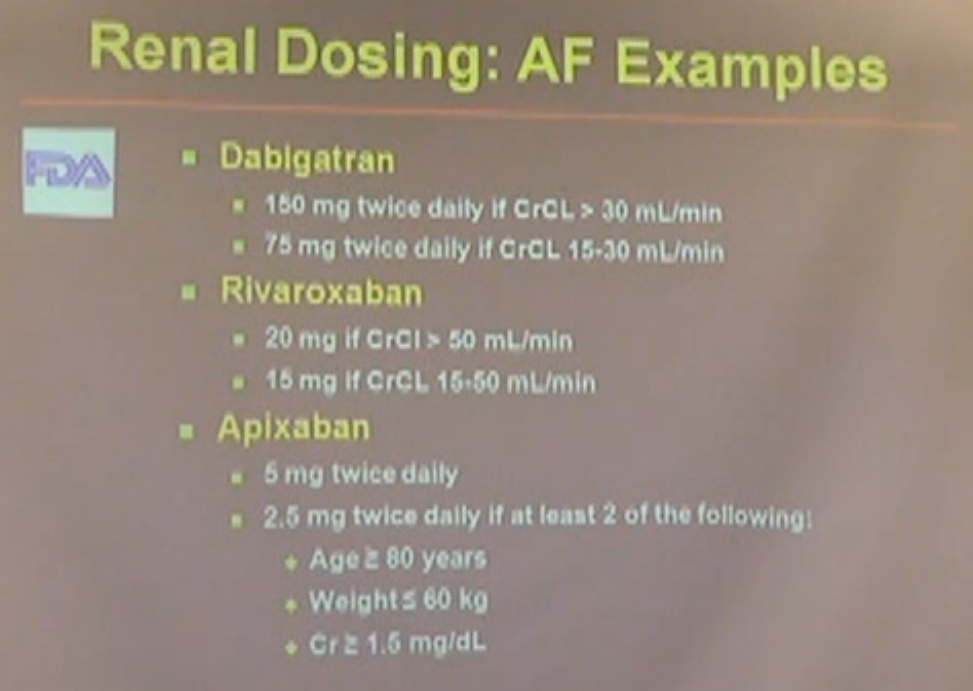 Renal Dosing: AF Examples
FDA
Dabigatran
150 mg twice daily if CrCL > 30 mL/min
75 mg twice daily if CrCL 15-30 mL/min
Rivaroxaban
20 mg if CrCl > 50 mL/min
15 mg if CrCL 15-50 mL/min
Apixaban
5 mg twice daily
2.5 mg twice daily if at least 2 of the following:
Age ≥ 80 years
Weight ≤ 60 kg
Cr ≥ 1.5 mg/dL